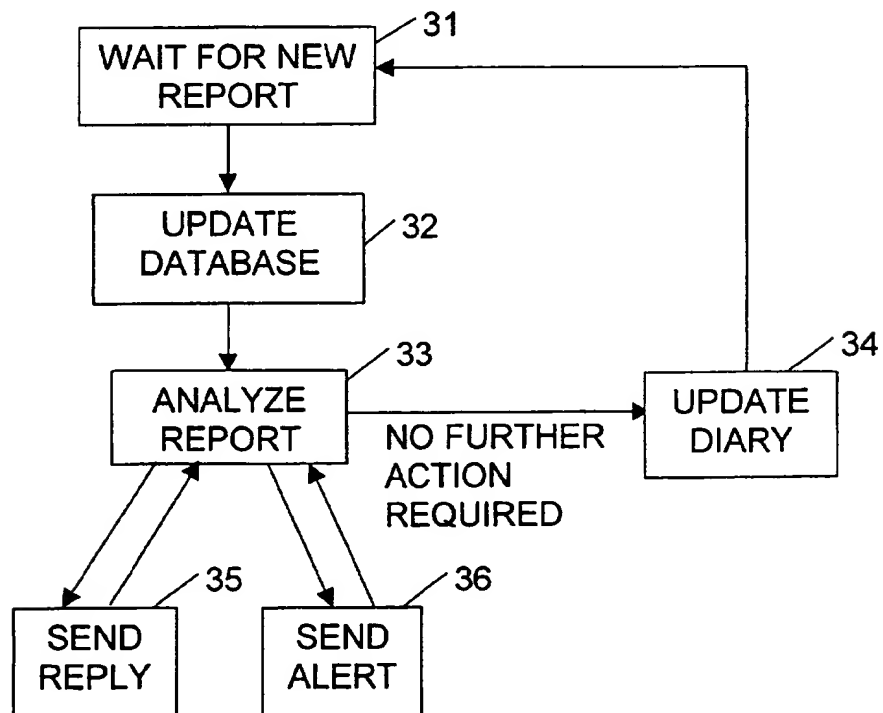 31
WAIT FOR NEW
REPORT
UPDATE
DATABASE
32
33
ANALYZE
REPORT
NO FURTHER
ACTION
REQUIRED
34
UPDATE
DIARY
35
SEND
REPLY
36
SEND
ALERT